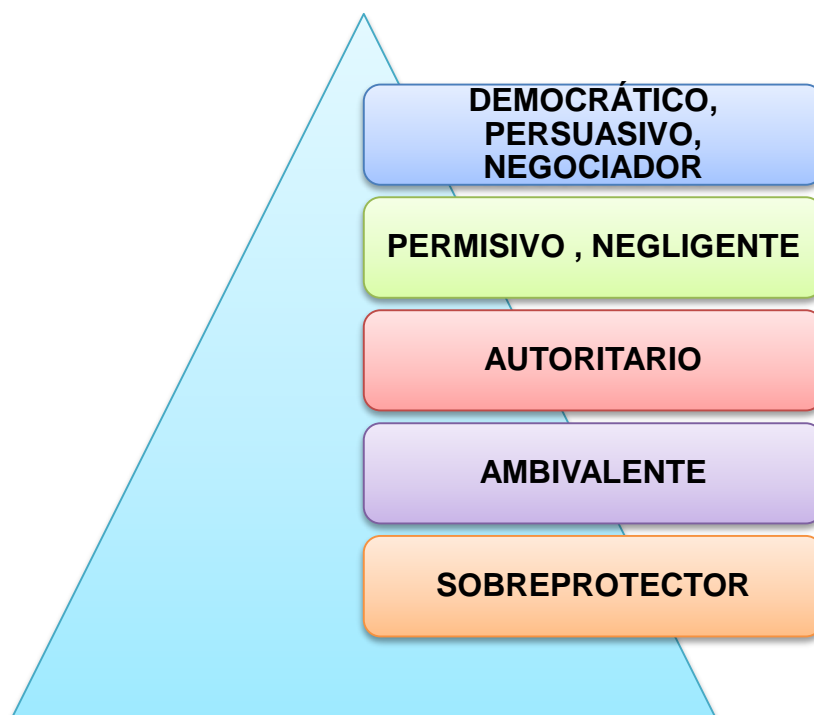 DEMOCRÁTICO,
PERSUASIVO,
NEGOCIADOR
PERMISIVO , NEGLIGENTE
AUTORITARIO
AMBIVALENTE
SOBREPROTECTOR